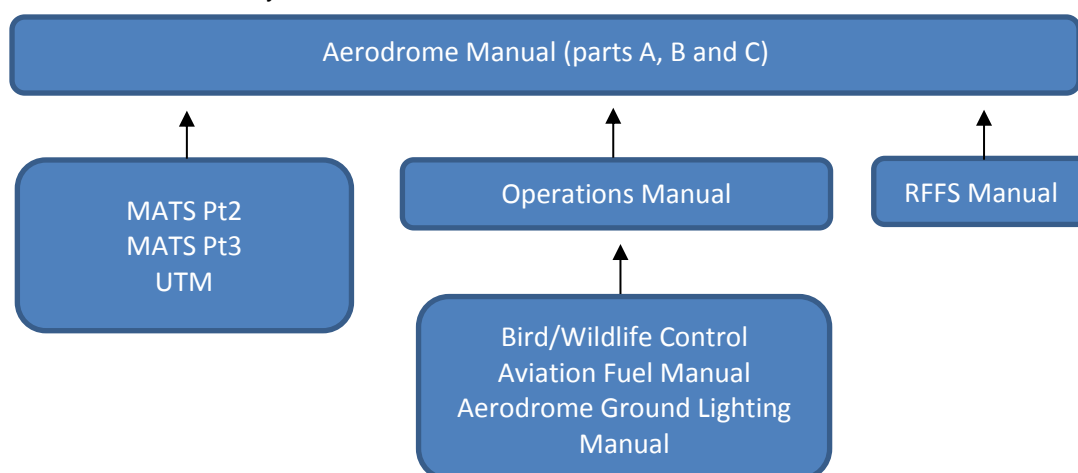 Aerodrome Manual (parts A, B and C)
MATS Pt2
MATS Pt3
UTM
Operations Manual
RFFS Manual
Bird/Wildlife Control
Aviation Fuel Manual
Aerodrome Ground Lighting
Manual